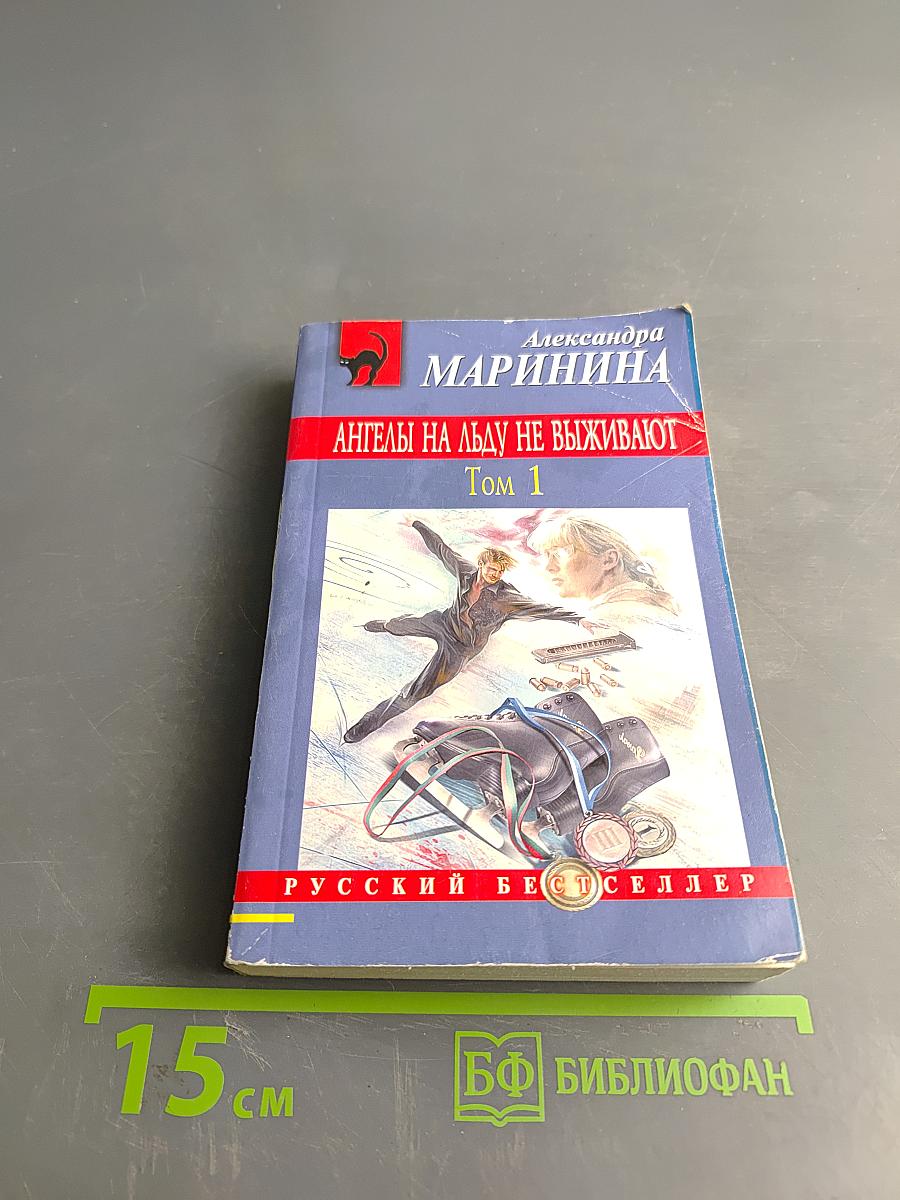 Александра
МАРИНИНА
АНГЕЛЫ НА ЛЬДУ НЕ ВЫЖИВАЮТ
Том 1
РУССКИЙ БЕСТСЕЛЛЕР
15 см
БФ БИБЛИОФАН